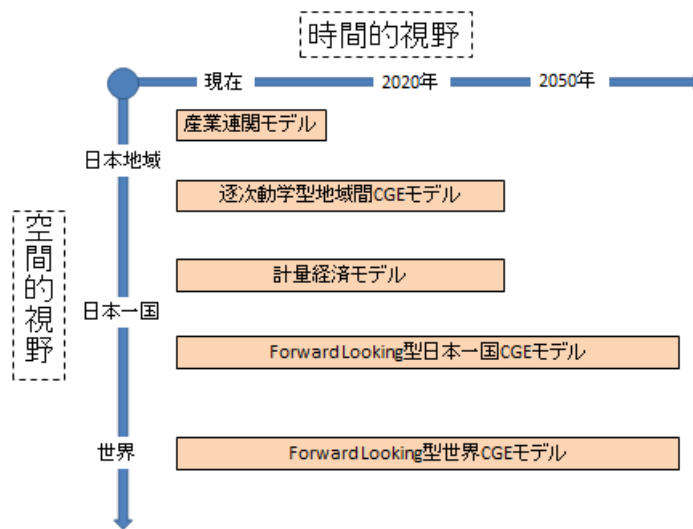 時間的視野
現在
2020年
2050年
産業連関モデル
日本地域
逐次動学型地域間CGEモデル
空間的視野
計量経済モデル
日本一国
Forward Looking型日本一国CGEモデル
世界
Forward Looking型世界CGEモデル